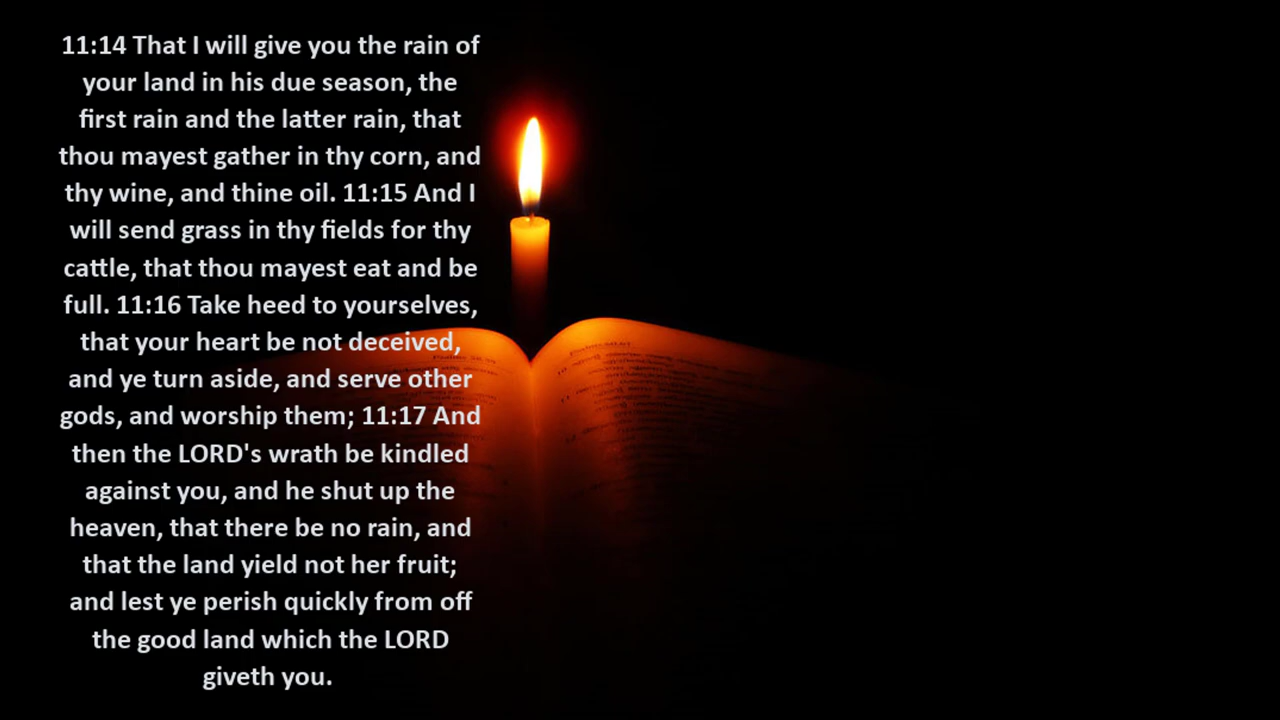 11:14 That I will give you the rain of
your land in his due season, the
first rain and the latter rain, that
thou mayest gather in thy corn, and
thy wine, and thine oil. 11:15 And I
will send grass in thy fields for thy
cattle, that thou mayest eat and be
full. 11:16 Take heed to yourselves,
that your heart be not deceived,
and ye turn aside, and serve other
gods, and worship them; 11:17 And
then the LORD's wrath be kindled
against you, and he shut up the
heaven, that there be no rain, and
that the land yield not her fruit;
and lest ye perish quickly from off
the good land which the LORD
giveth you.